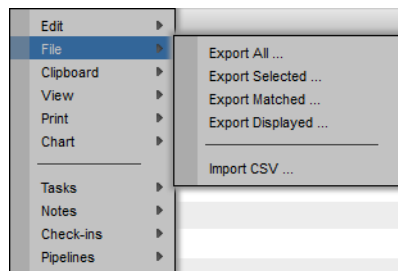 Edit
File
Clipboard
View
Print
Chart
Tasks
Notes
Check-ins
Pipelines
Export All ...
Export Selected ...
Export Matched ...
Export Displayed ...
Import CSV ...